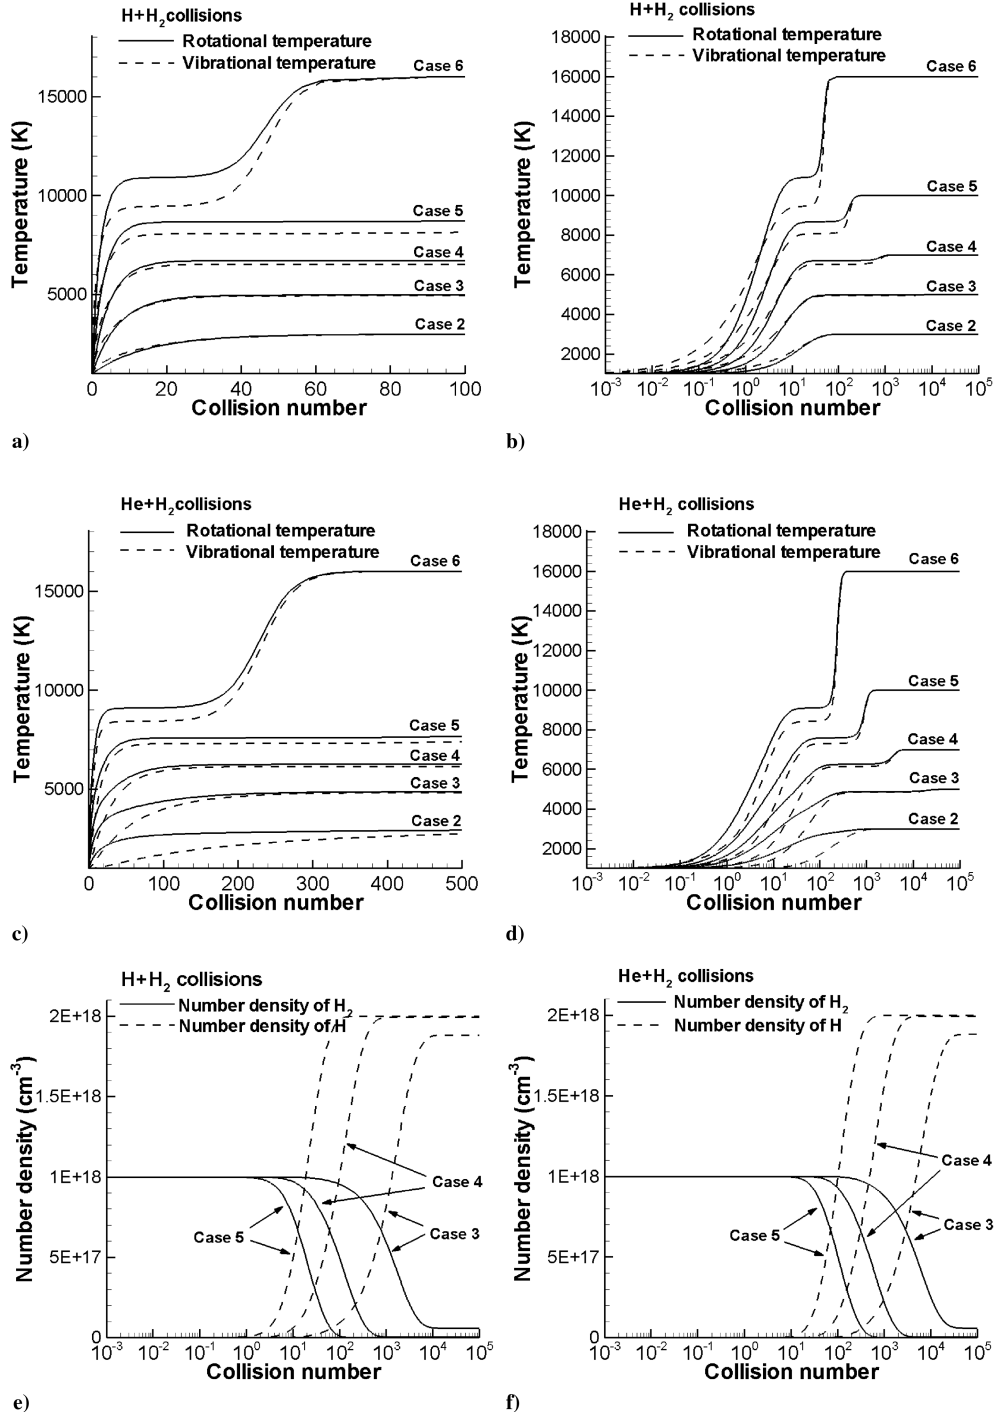 H+H2 collisions
Rotational temperature
Vibrational temperature
Case 6
Case 5
Case 4
Case 3
Case 2
15000
10000
5000
Temperature (K)
0 20 40 60 80 100
Collision number
a)
H+H2 collisions
Rotational temperature
Vibrational temperature
Case 6
Case 5
Case 4
Case 3
Case 2
18000
16000
14000
12000
10000
8000
6000
4000
2000
Temperature (K)
10-3 10-2 10-1 100 101 102 103 104 105
Collision number
b)
He+H2collisions
Rotational temperature
Vibrational temperature
Case 6
Case 5
Case 4
Case 3
Case 2
15000
10000
5000
Temperature (K)
0 100 200 300 400 500
Collision number
c)
He+H2 collisions
Rotational temperature
Vibrational temperature
Case 6
Case 5
Case 4
Case 3
Case 2
18000
16000
14000
12000
10000
8000
6000
4000
2000
Temperature (K)
10-3 10-2 10-1 100 101 102 103 104 105
Collision number
d)
H+H2 collisions
Number density of H2
Number density of H
2E+18
1.5E+18
1E+18
5E+17
0
Number density (cm-3)
Case 4
Case 5
Case 3
10-3 10-2 10-1 100 101 102 103 104 105
Collision number
e)
He+H2 collisions
Number density of H2
Number density of H
2E+18
1.5E+18
1E+18
5E+17
0
Number density (cm-3)
Case 4
Case 3
Case 5
10-3 10-2 10-1 100 101 102 103 104 105
Collision number
f)